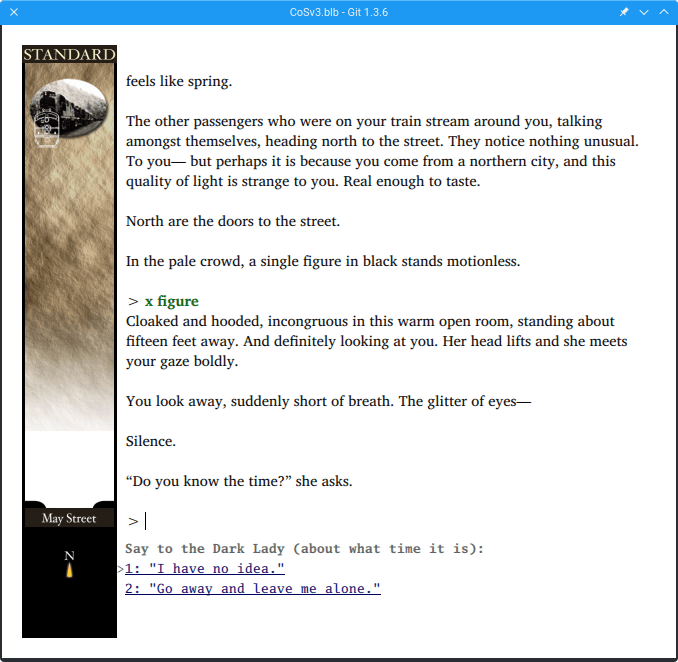 CoSv3.blb - Git 1.3.6
STANDARD
feels like spring.
The other passengers who were on your train stream around you, talking
amongst themselves, heading north to the street. They notice nothing unusual.
To you— but perhaps it is because you come from a northern city, and this
quality of light is strange to you. Real enough to taste.
North are the doors to the street.
In the pale crowd, a single figure in black stands motionless.
> x figure
Cloaked and hooded, incongruous in this warm open room, standing about
fifteen feet away. And definitely looking at you. Her head lifts and she meets
your gaze boldly.
You look away, suddenly short of breath. The glitter of eyes—
Silence.
“Do you know the time?” she asks.
>
Say to the Dark Lady (about what time it is):
>1: "I have no idea."
2: "Go away and leave me alone."
May Street
N